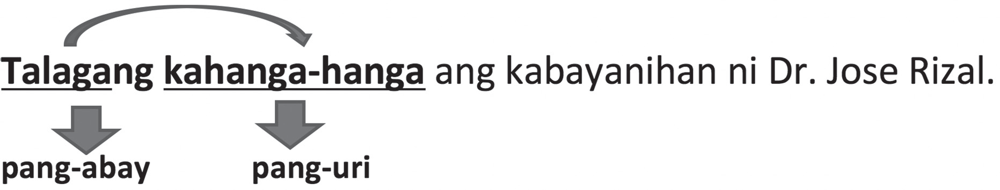 Talagang kahanga-hanga ang kabayanihan ni Dr. Jose Rizal.
pang-abay pang-uri